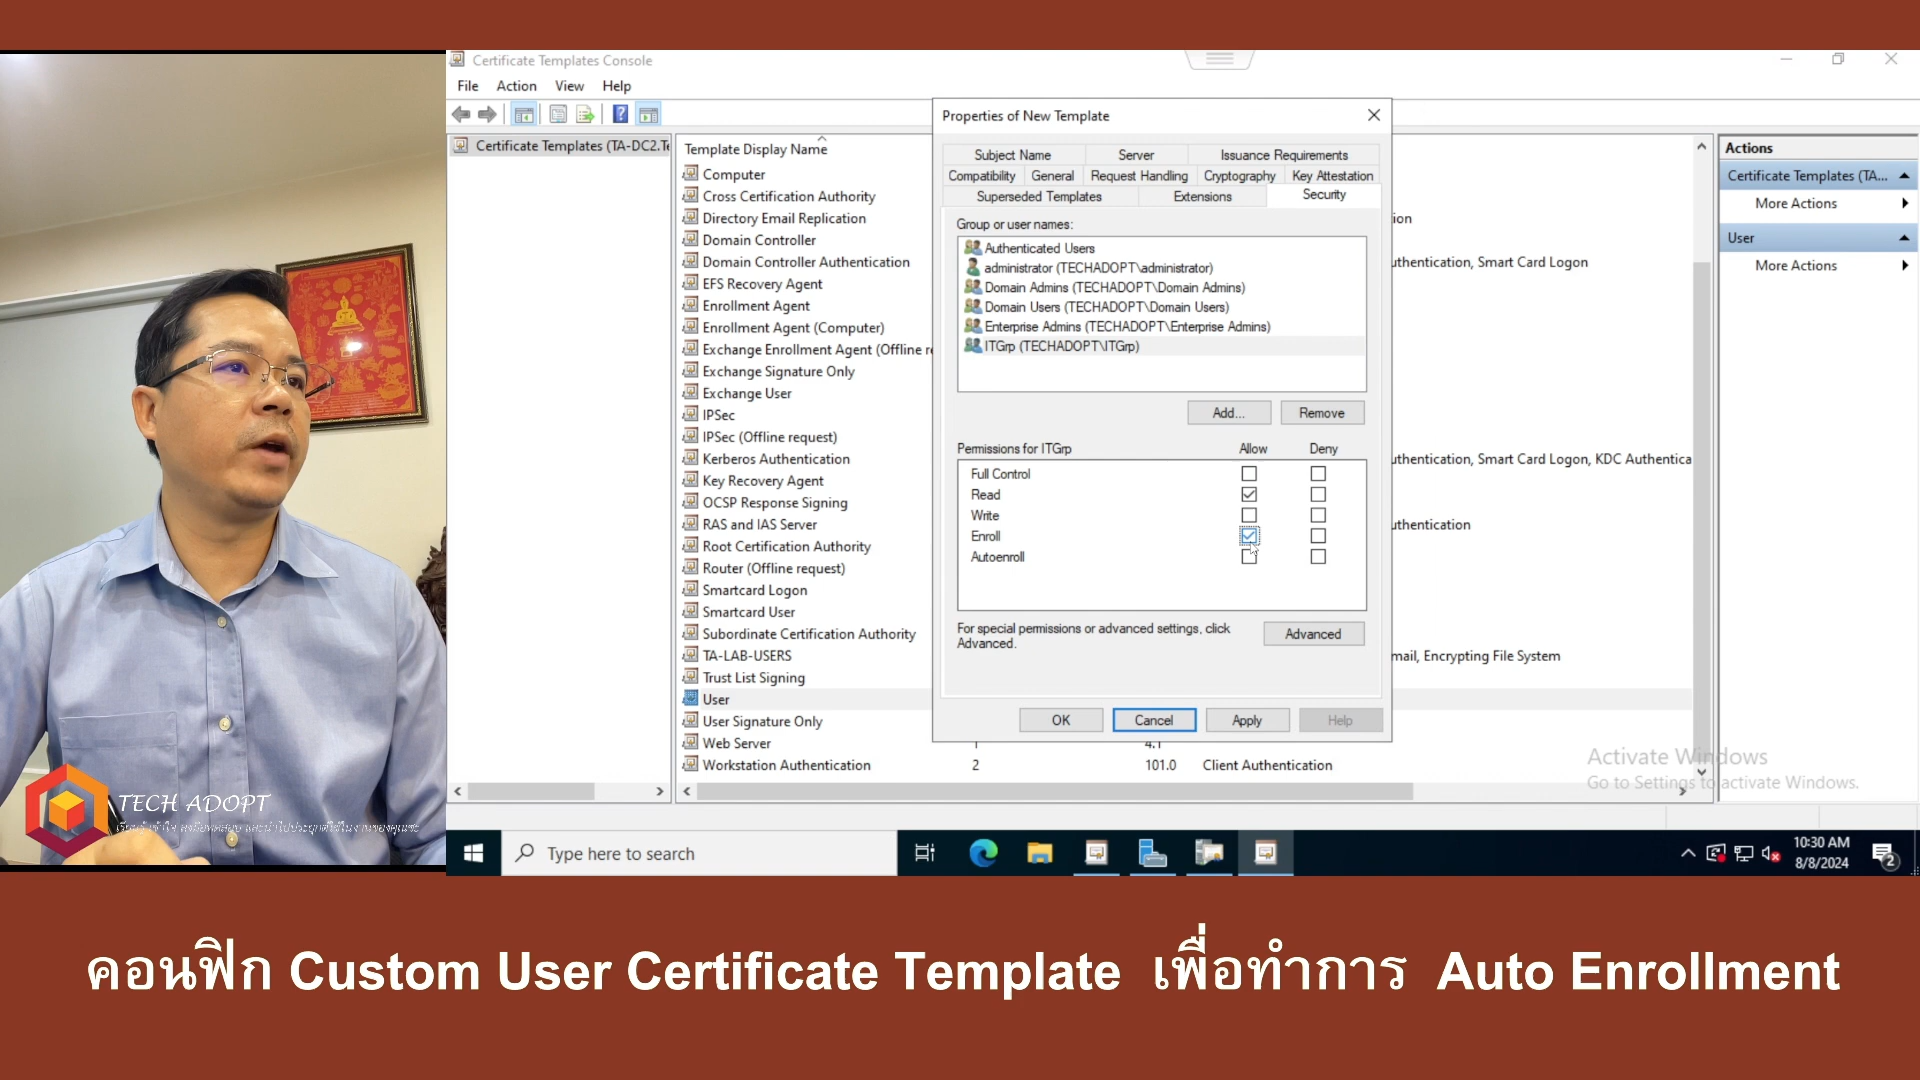 Certificate Templates Console
File Action View Help
Certificate Templates (TA-DC2.Te
Template Display Name
Computer
Cross Certification Authority
Directory Email Replication
Domain Controller
Domain Controller Authentication
EFS Recovery Agent
Enrollment Agent
Enrollment Agent (Computer)
Exchange Enrollment Agent (Offline r
Exchange Signature Only
Exchange User
IPSec
IPSec (Offline request)
Kerberos Authentication
Key Recovery Agent
OCSP Response Signing
RAS and IAS Server
Root Certification Authority
Router (Offline request)
Smartcard Logon
Smartcard User
Subordinate Certification Authority
TA-LAB-USERS
Trust List Signing
User
User Signature Only
Web Server
Workstation Authentication 2 101.0 Client Authentication
Properties of New Template
Subject Name Server Issuance Requirements
Compatibility General Request Handling Cryptography Key Attestation
Superseded Templates Extensions Security
Group or user names:
Authenticated Users
administrator (TECHADOPT\administrator)
Domain Admins (TECHADOPT\Domain Admins)
Domain Users (TECHADOPT\Domain Users)
Enterprise Admins (TECHADOPT\Enterprise Admins)
ITGrp (TECHADOPT\ITGrp)
Add... Remove
Permissions for ITGrp Allow Deny
Full Control
Read
Write
Enroll
Autoenroll
For special permissions or advanced settings, click
Advanced.
Advanced
OK Cancel Apply Help
ion
uthentication, Smart Card Logon
uthentication, Smart Card Logon, KDC Authentica
uthentication
mail, Encrypting File System
Actions
Certificate Templates (TA...
More Actions
User
More Actions
Activate Windows
Go to Settings to activate Windows.
Type here to search
10:30 AM
8/8/2024
2
TECH ADOPT
คอนฟิก Custom User Certificate Template เพื่อทำการ Auto Enrollment